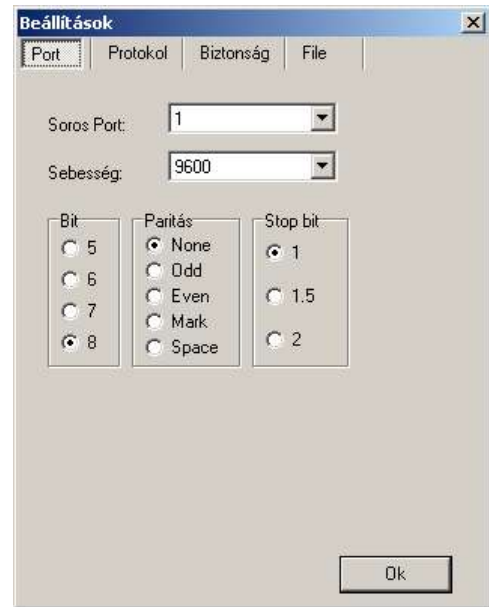 Beállítások
Port Protokol Biztonság File
Soros Port: 1
Sebesség: 9600
Bit
5
6
7
8
Paritás
None
Odd
Even
Mark
Space
Stop bit
1
1.5
2
Ok